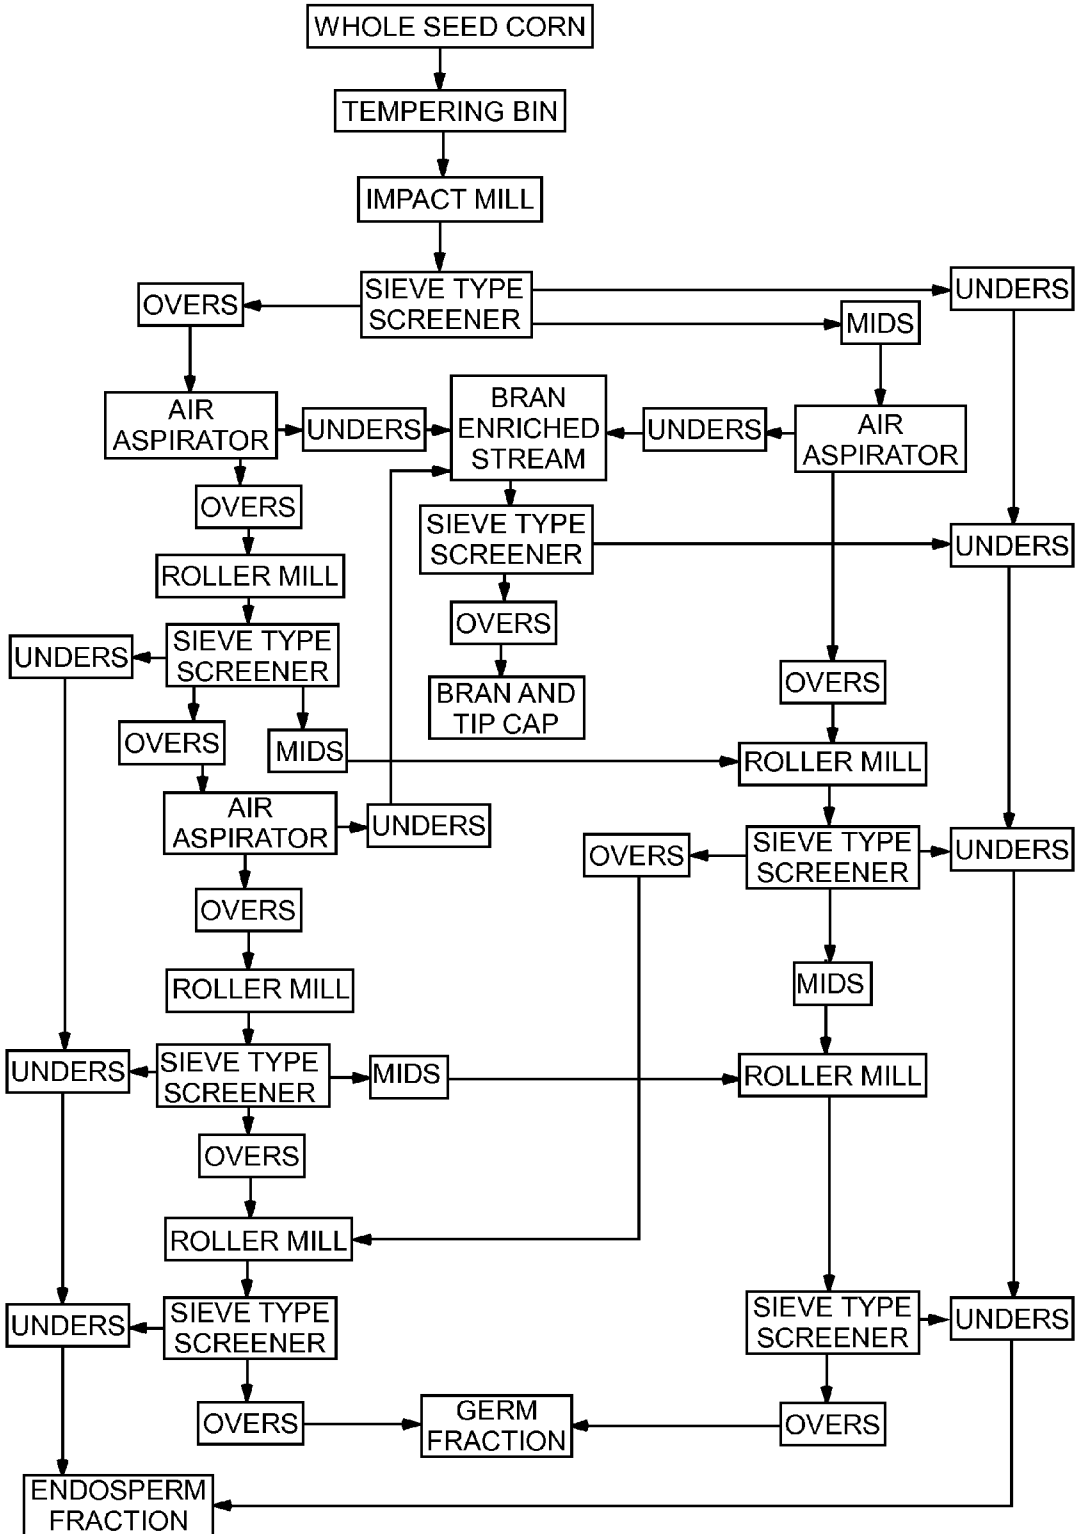 WHOLE SEED CORN
TEMPERING BIN
IMPACT MILL
SIEVE TYPE
SCREENER
OVERS
UNDERS
MIDS
AIR
ASPIRATOR
UNDERS
BRAN
ENRICHED
STREAM
UNDERS
AIR
ASPIRATOR
OVERS
SIEVE TYPE
SCREENER
UNDERS
ROLLER MILL
OVERS
UNDERS
SIEVE TYPE
SCREENER
BRAN AND
TIP CAP
OVERS
OVERS
MIDS
ROLLER MILL
AIR
ASPIRATOR
UNDERS
OVERS
SIEVE TYPE
SCREENER
UNDERS
OVERS
ROLLER MILL
MIDS
UNDERS
SIEVE TYPE
SCREENER
MIDS
ROLLER MILL
OVERS
ROLLER MILL
UNDERS
SIEVE TYPE
SCREENER
SIEVE TYPE
SCREENER
UNDERS
OVERS
GERM
FRACTION
OVERS
ENDOSPERM
FRACTION